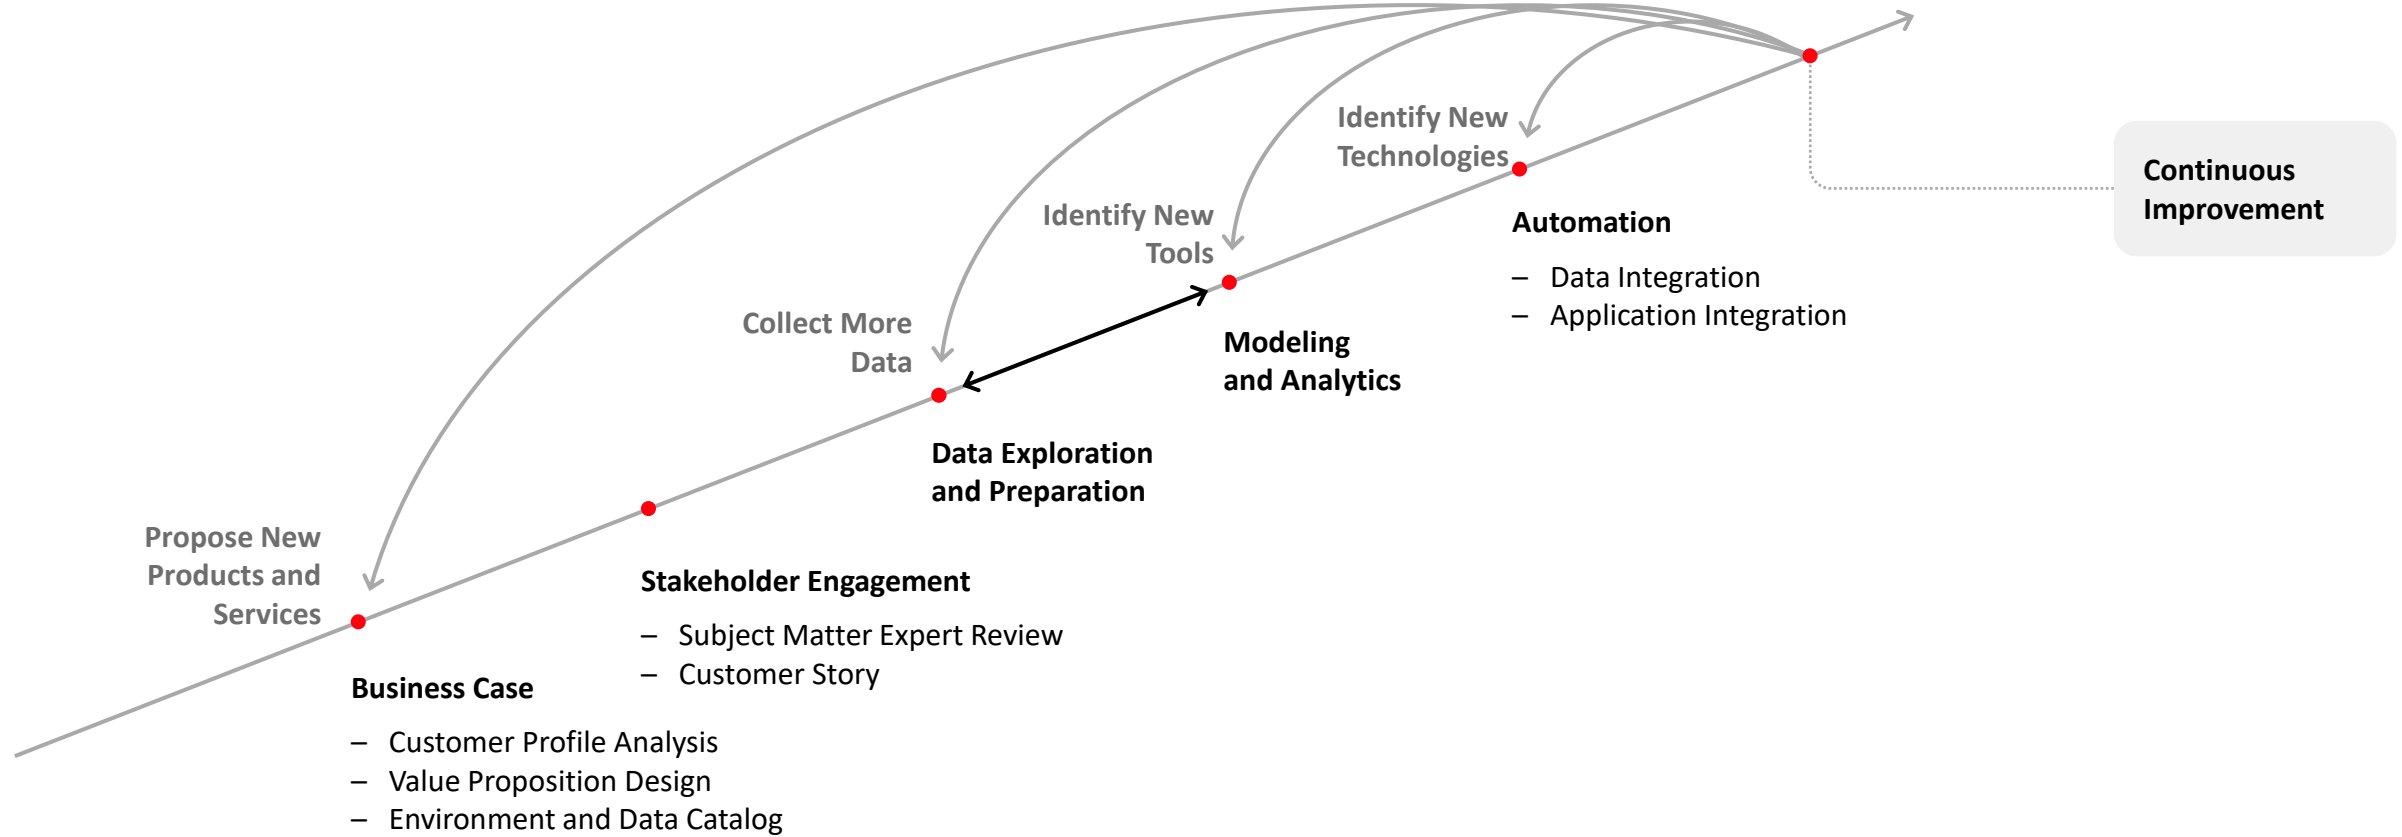 Identify New
Technologies
Continuous
Improvement
Identify New
Tools
Automation
– Data Integration
– Application Integration
Collect More
Data
Modeling
and Analytics
Data Exploration
and Preparation
Propose New
Products and
Services
Stakeholder Engagement
– Subject Matter Expert Review
– Customer Story
Business Case
– Customer Profile Analysis
– Value Proposition Design
– Environment and Data Catalog